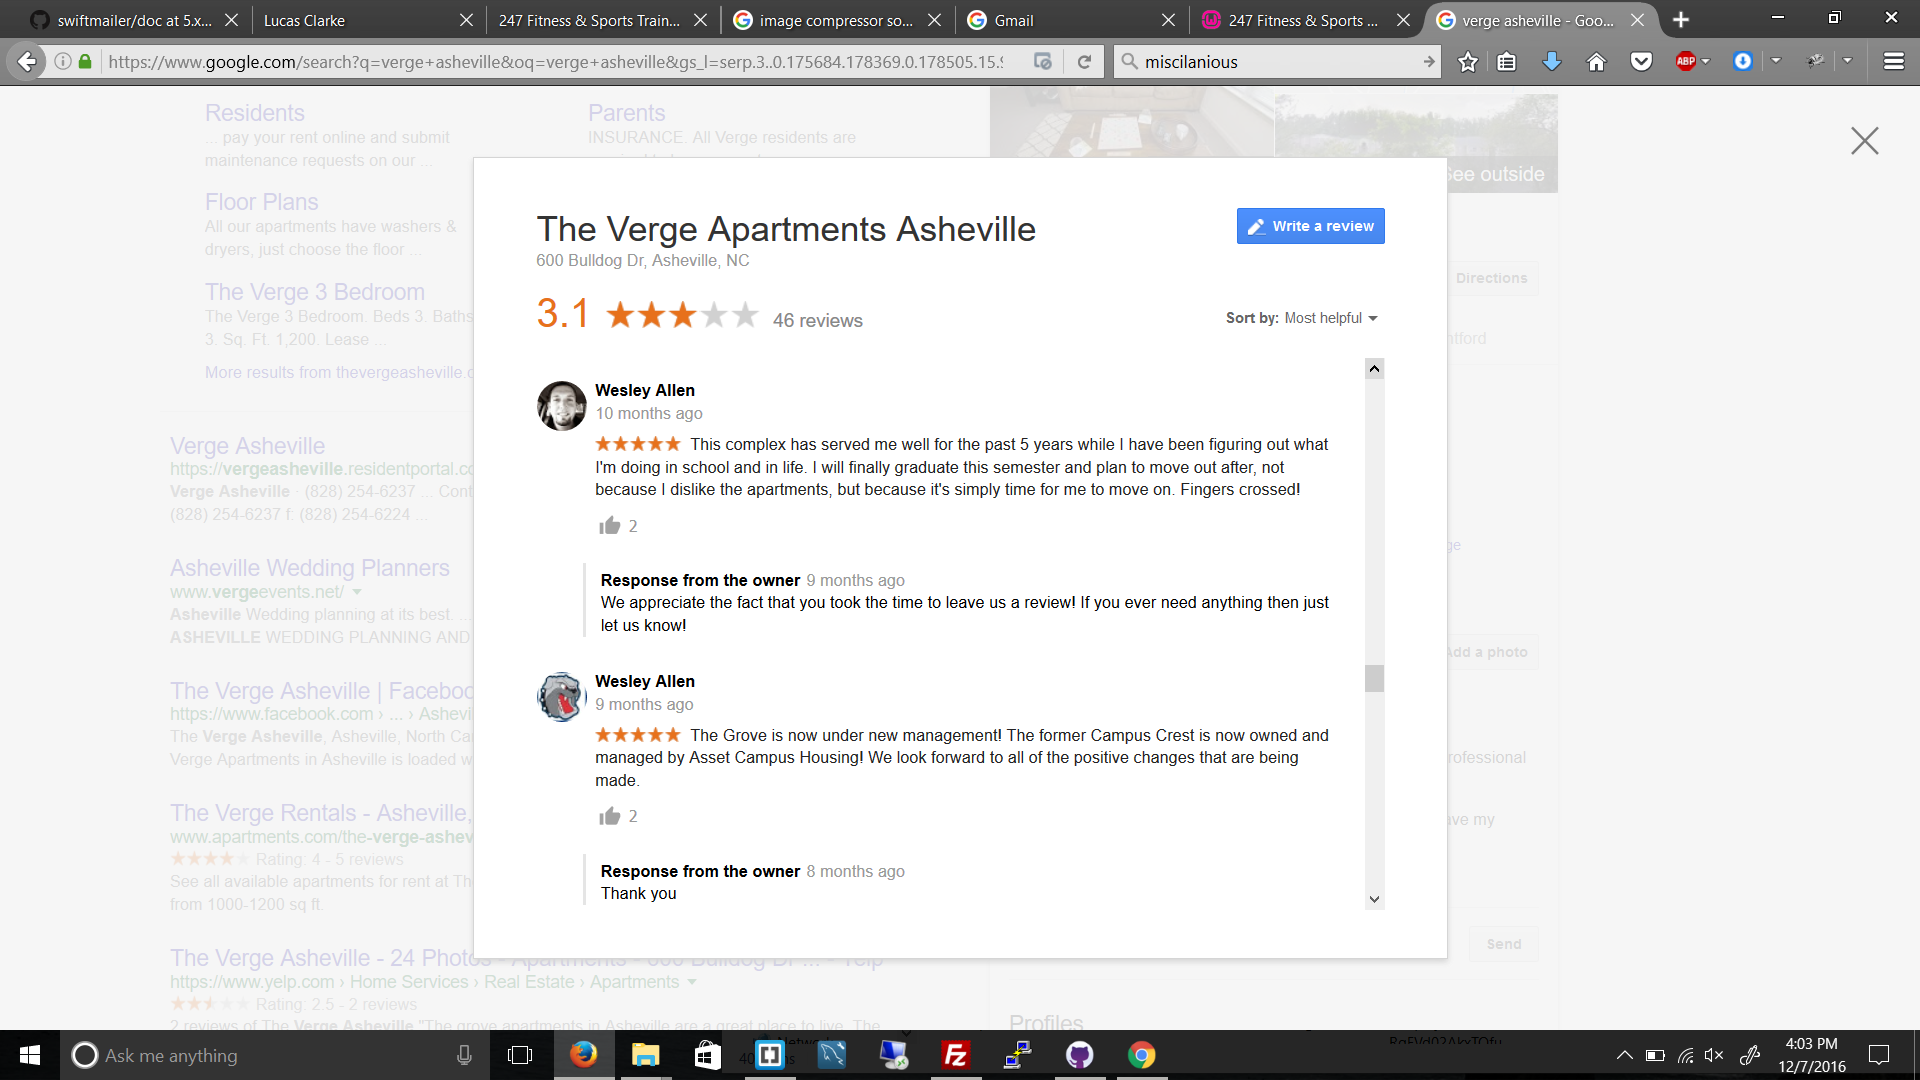 swiftmailer/doc at 5.x...
Lucas Clarke
247 Fitness & Sports Train...
image compressor so...
Gmail
247 Fitness & Sports ...
verge asheville - Goo...
https://www.google.com/search?q=verge+asheville&oq=verge+asheville&gs_l=serp.3..0.175684.178369.0.178505.15.9
miscilanious
ABP
Residents
... pay your rent online and submit
maintenance requests on our ...
Parents
INSURANCE. All Verge residents are
See outside
Floor Plans
All our apartments have washers &
dryers, just choose the floor ...
The Verge 3 Bedroom
The Verge 3 Bedroom. Beds 3. Baths
3. Sq. Ft. 1,200. Lease ...
More results from thevergeasheville.c
Verge Asheville
https://vergeasheville.residentportal.co
Verge Asheville · (828) 254-6237 ... Cont
(828) 254-6237 f: (828) 254-6224 ...
Asheville Wedding Planners
www.vergeevents.net/
Asheville Wedding planning at its best. ...
ASHEVILLE WEDDING PLANNING AND
The Verge Asheville | Faceboo
https://www.facebook.com › ... › Ashevi
The Verge Asheville, Asheville, North Ca
Verge Apartments in Asheville is loaded w
The Verge Rentals - Asheville,
www.apartments.com/the-verge-ashev
Rating: 4 - 5 reviews
See all available apartments for rent at Th
from 1000-1200 sq ft.
The Verge Asheville - 24 Photos - Apartments - 600 Bulldog Dr ... - Yelp
https://www.yelp.com › Home Services › Real Estate › Apartments
Rating: 2.5 - 2 reviews
2 reviews of The Verge Asheville "The grove apartments in Asheville are a great place to live. The
The Verge Apartments Asheville
600 Bulldog Dr, Asheville, NC
Write a review
3.1
46 reviews
Sort by: Most helpful
Wesley Allen
10 months ago
This complex has served me well for the past 5 years while I have been figuring out what
I'm doing in school and in life. I will finally graduate this semester and plan to move out after, not
because I dislike the apartments, but because it's simply time for me to move on. Fingers crossed!
2
Response from the owner 9 months ago
We appreciate the fact that you took the time to leave us a review! If you ever need anything then just
let us know!
Wesley Allen
9 months ago
The Grove is now under new management! The former Campus Crest is now owned and
managed by Asset Campus Housing! We look forward to all of the positive changes that are being
made.
2
Response from the owner 8 months ago
Thank you
Directions
ntford
ge
Add a photo
rofessional
ave my
Send
Profiles
Ask me anything
4:03 PM
12/7/2016